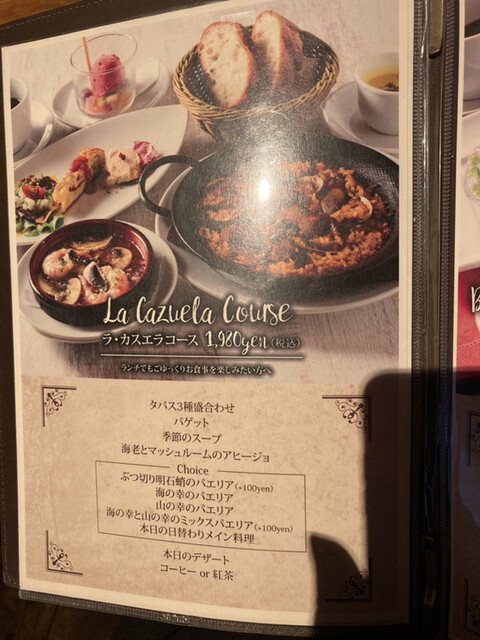 La Cazuela Course
ラ・カスエラコース 1,980yen(税込)
ランチでもごゆっくりお食事を楽しみたい方へ
タパス3種盛合わせ
バゲット
季節のスープ
海老とマッシュルームのアヒージョ
Choice
ぶつ切り明石蛸のパエリア(+100yen)
海の幸のパエリア
山の幸のパエリア
海の幸と山の幸のミックスパエリア(+100yen)
本日の日替わりメイン料理
本日のデザート
コーヒー or 紅茶